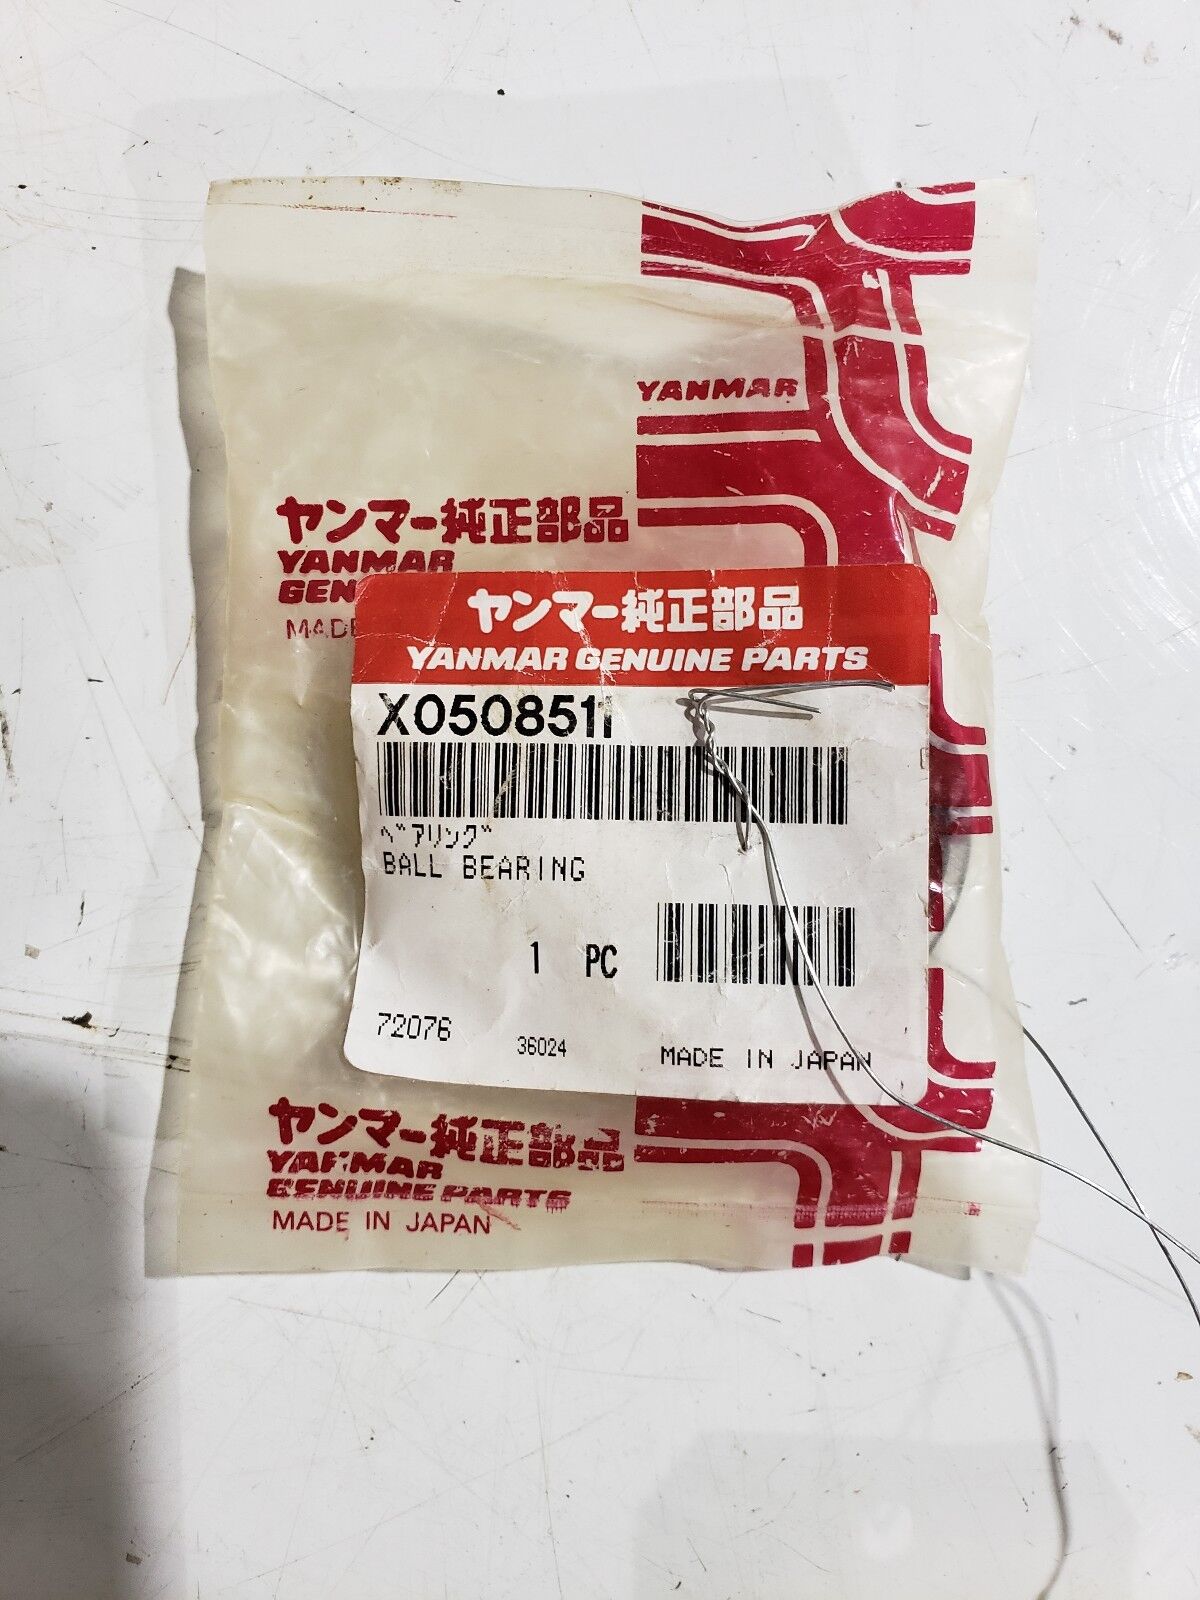 YANMAR
ヤンマー純正部品
YANMAR
GEN
MADE
ヤンマー純正部品
YANMAR GENUINE PARTS
X0508511
ベアリング
BALL BEARING
1 PC
72076
36024
MADE IN JAPAN
ヤンマー純正部品
YANMAR
GENUINE PARTS
MADE IN JAPAN